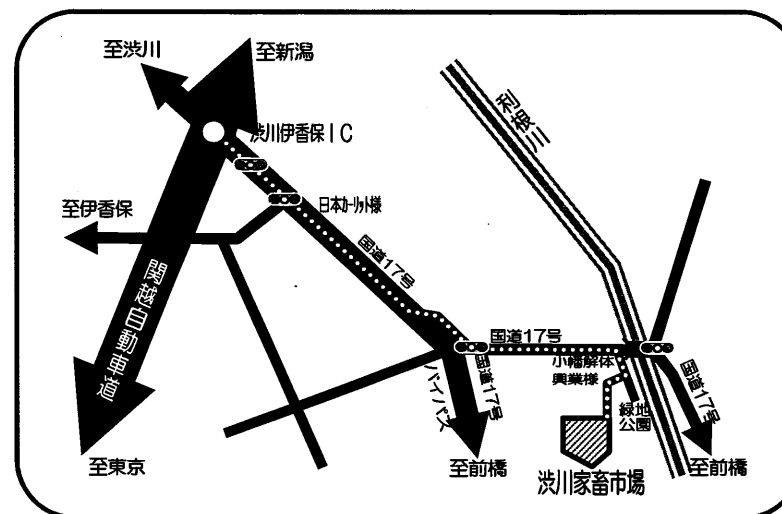 至渋川
至新潟
渋川伊香保IC
利根川
至伊香保
日本カーリット様
関越自動車道
国道17号
国道17号
小幡解体
興業様
国道17号
バイパス
国道17号
緑地
公園
至東京
至前橋
渋川家畜市場
至前橋